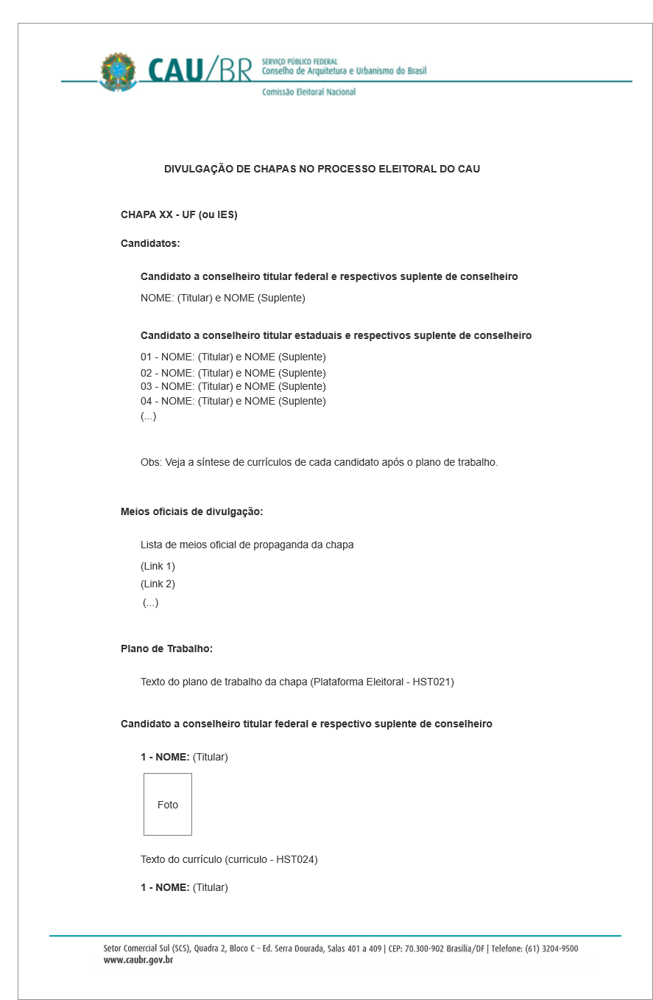 CAU/BR
SERVIÇO PÚBLICO FEDERAL
Conselho de Arquitetura e Urbanismo do Brasil
Comissão Eleitoral Nacional
DIVULGAÇÃO DE CHAPAS NO PROCESSO ELEITORAL DO CAU
CHAPA XX - UF (ou IES)
Candidatos:
Candidato a conselheiro titular federal e respectivos suplente de conselheiro
NOME: (Titular) e NOME (Suplente)
Candidato a conselheiro titular estaduais e respectivos suplente de conselheiro
01 - NOME: (Titular) e NOME (Suplente)
02 - NOME: (Titular) e NOME (Suplente)
03 - NOME: (Titular) e NOME (Suplente)
04 - NOME: (Titular) e NOME (Suplente)
(...)
Obs: Veja a síntese de currículos de cada candidato após o plano de trabalho.
Meios oficiais de divulgação:
Lista de meios oficial de propaganda da chapa
(Link 1)
(Link 2)
(...)
Plano de Trabalho:
Texto do plano de trabalho da chapa (Plataforma Eleitoral - HST021)
Candidato a conselheiro titular federal e respectivo suplente de conselheiro
1 - NOME: (Titular)
Foto
Texto do currículo (curriculo - HST024)
1 - NOME: (Titular)
Setor Comercial Sul (SCS), Quadra 2, Bloco C – Ed. Serra Dourada, Salas 401 a 409 | CEP: 70.300-902 Brasília/DF | Telefone: (61) 3204-9500
www.caubr.gov.br